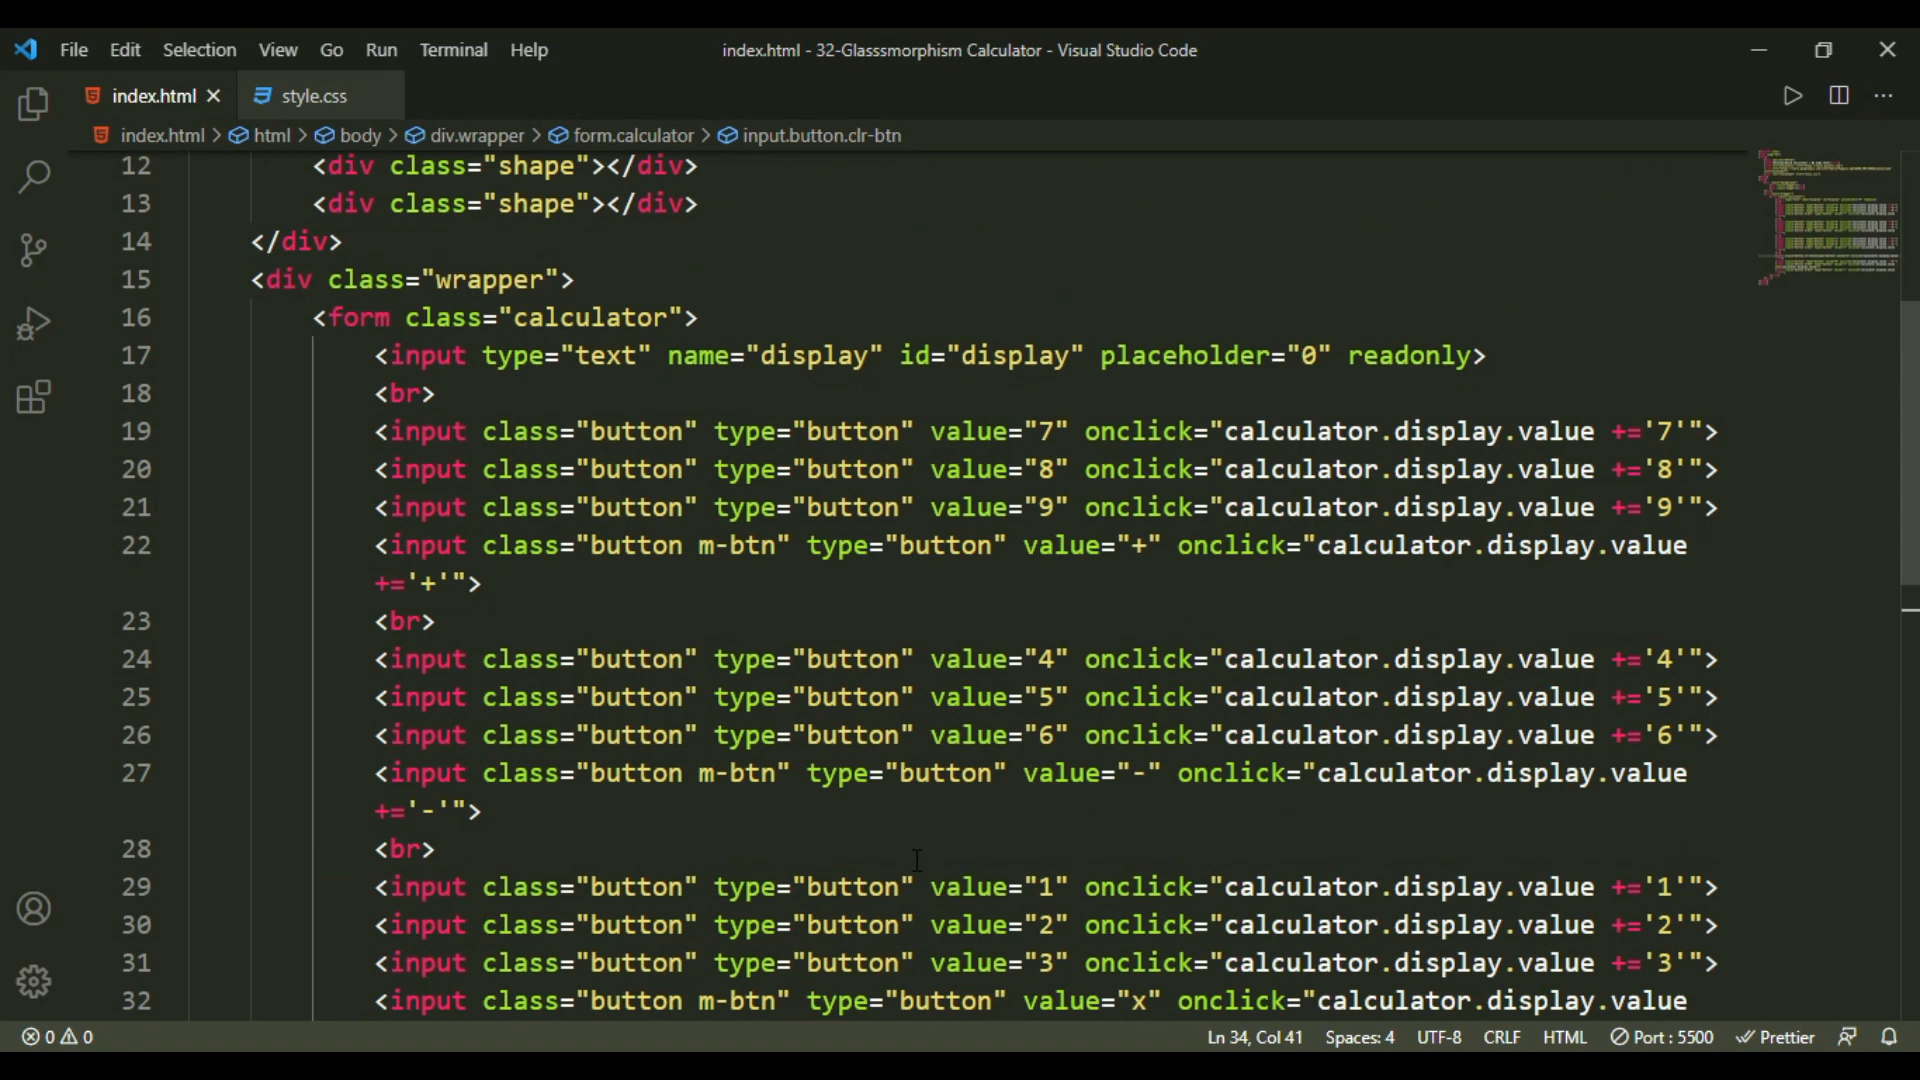 File Edit Selection View Go Run Terminal Help index.html - 32-Glasssmorphism Calculator - Visual Studio Code
index.html style.css
index.html > html > body > div.wrapper > form.calculator > input.button.clr-btn
12 <div class="shape"></div>
13 <div class="shape"></div>
14 </div>
15 <div class="wrapper">
16 <form class="calculator">
17 <input type="text" name="display" id="display" placeholder="0" readonly>
18 <br>
19 <input class="button" type="button" value="7" onclick="calculator.display.value +='7'">
20 <input class="button" type="button" value="8" onclick="calculator.display.value +='8'">
21 <input class="button" type="button" value="9" onclick="calculator.display.value +='9'">
22 <input class="button m-btn" type="button" value="+" onclick="calculator.display.value
+='+'">
23 <br>
24 <input class="button" type="button" value="4" onclick="calculator.display.value +='4'">
25 <input class="button" type="button" value="5" onclick="calculator.display.value +='5'">
26 <input class="button" type="button" value="6" onclick="calculator.display.value +='6'">
27 <input class="button m-btn" type="button" value="-" onclick="calculator.display.value
+='-'">
28 <br>
29 <input class="button" type="button" value="1" onclick="calculator.display.value +='1'">
30 <input class="button" type="button" value="2" onclick="calculator.display.value +='2'">
31 <input class="button" type="button" value="3" onclick="calculator.display.value +='3'">
32 <input class="button m-btn" type="button" value="x" onclick="calculator.display.value
0 0 Ln 34, Col 41 Spaces: 4 UTF-8 CRLF HTML Port : 5500 Prettier